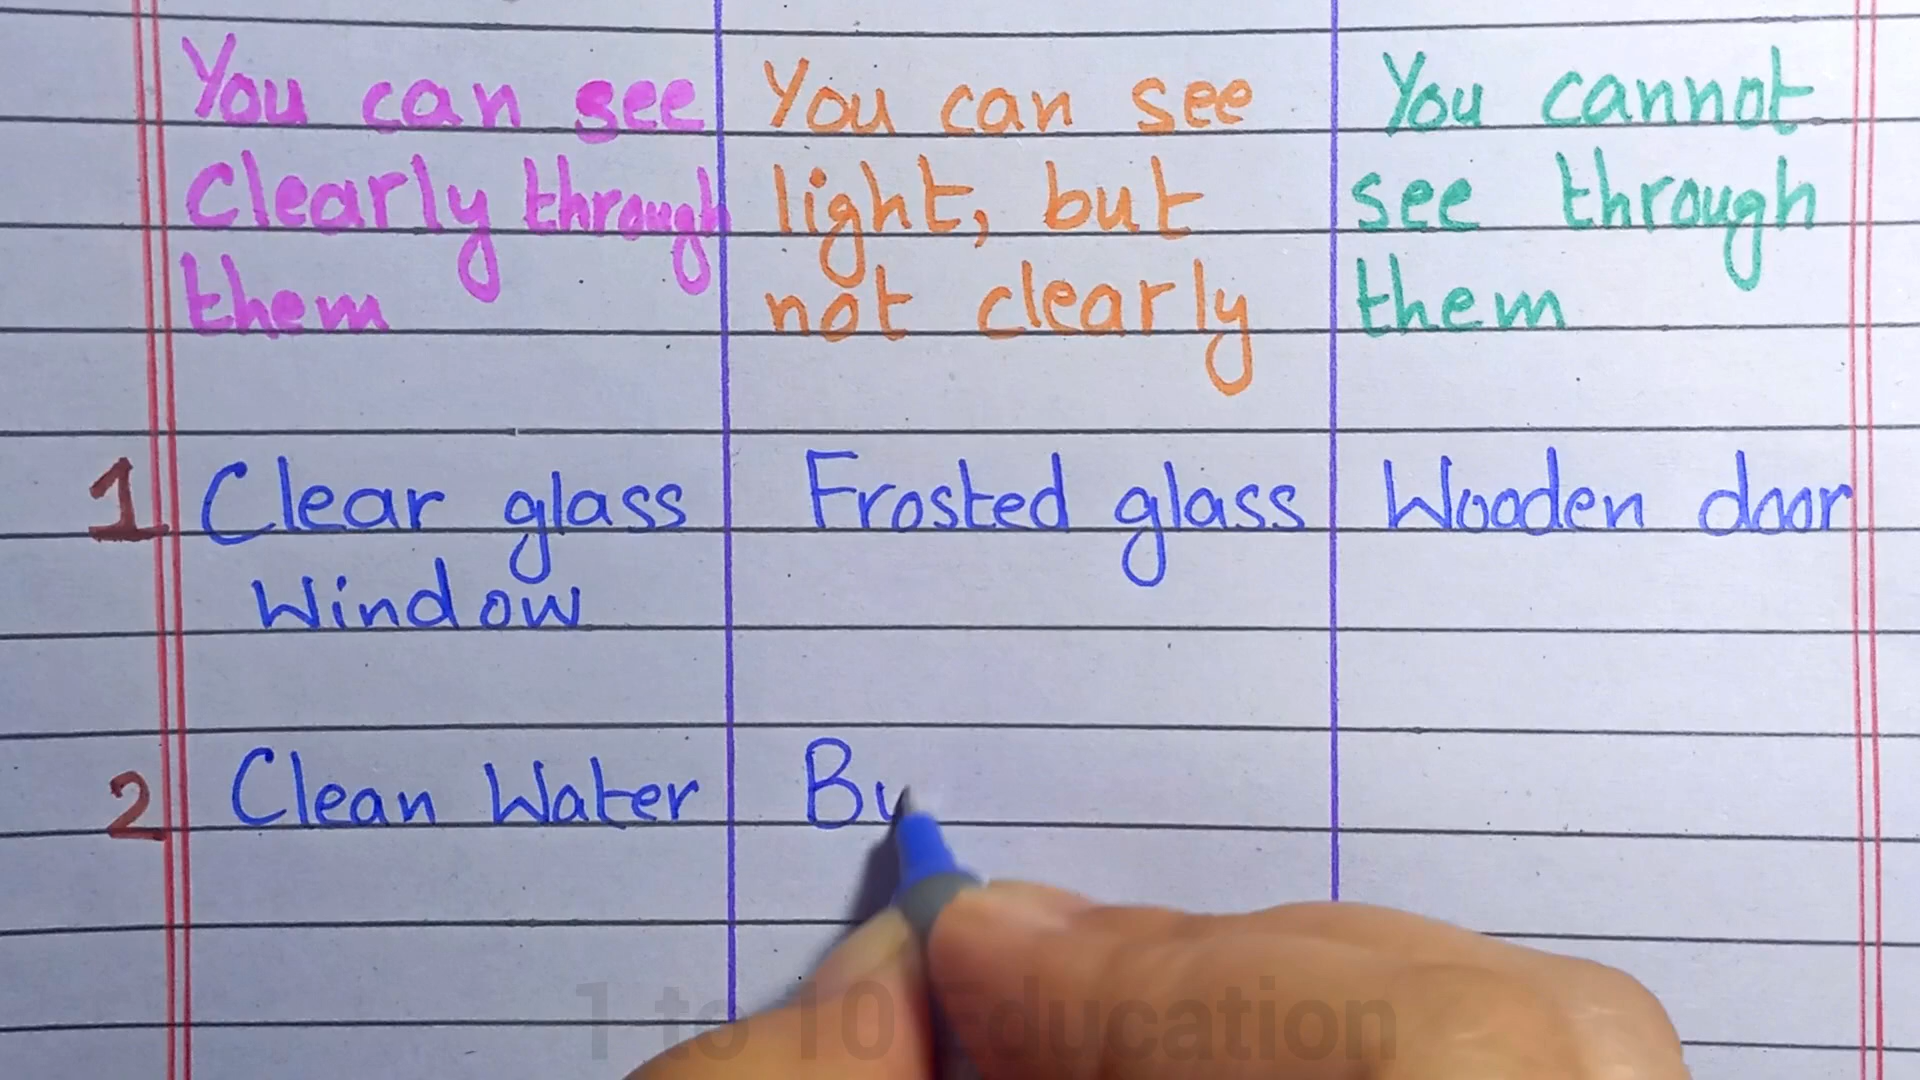 You can see
clearly through
them
You can see
light, but
not clearly
You cannot
see through
them
1 Clear glass
Window
Frosted glass
Wooden door
2 Clean Water
Bu
1 to 10 Education